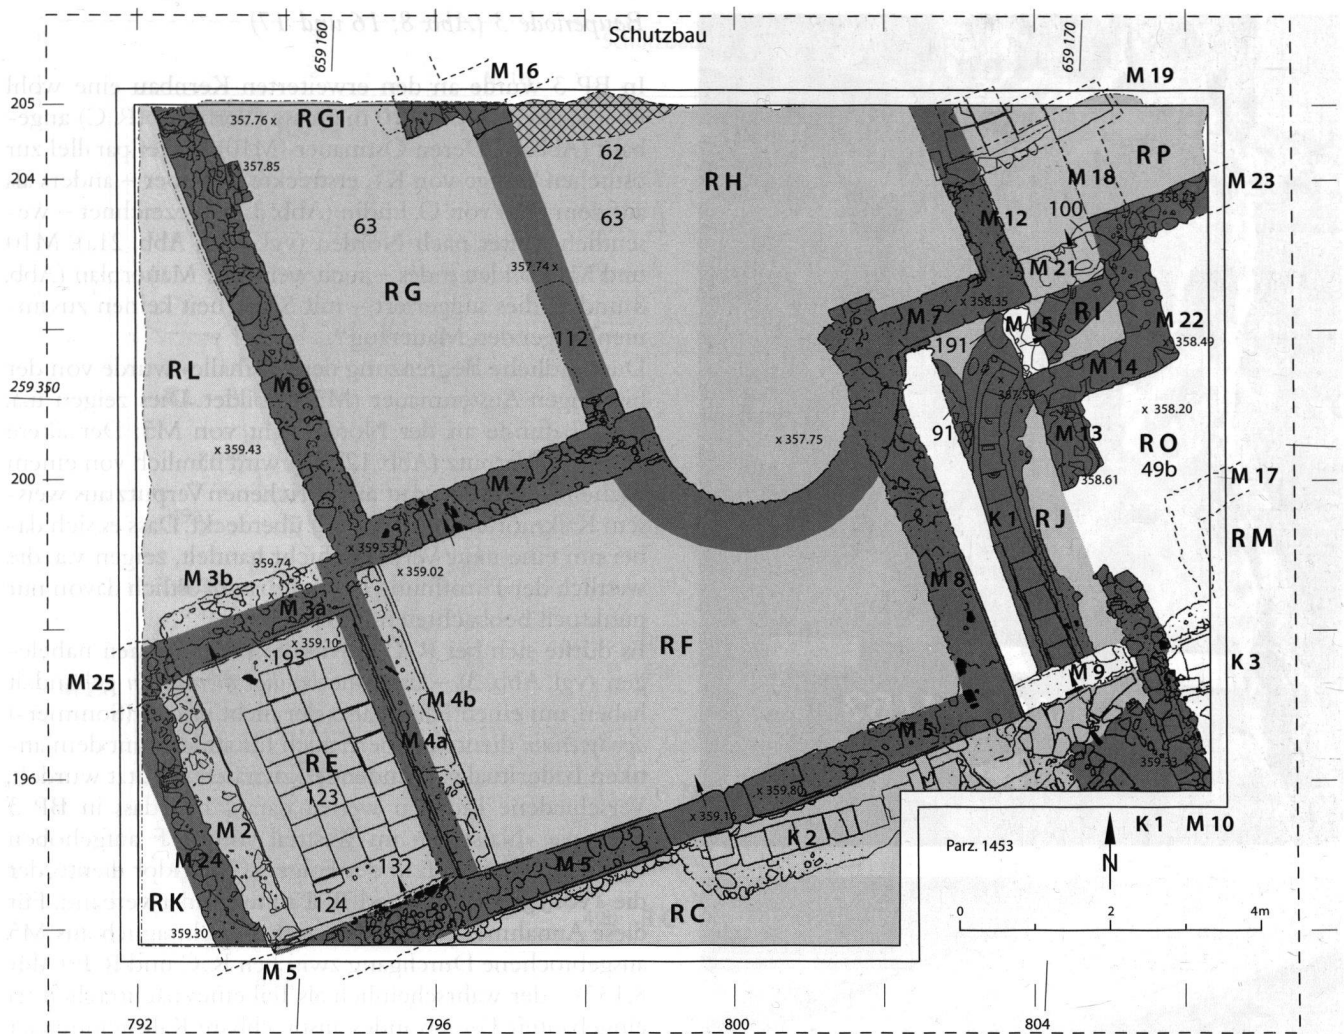 Schutzbau
659 160
659 170
M 16
M 19
205
R G1
357.76 x
x 357.85
62
R P
204
R H
M 18
M 23
63
63
100
x 358.25
M 12
357.74 x
M 21
R G
x 358.35
M 7
M 15
R I
M 22
x 358.49
112
191
M 14
R L
259 350
M 6
357.50
x 358.20
x 357.75
91
M 13
R O
x 359.43
49b
200
M 7
x 358.61
M 17
K 1
R J
R M
x 359.53
359.74
x 359.02
M 3b
M 8
M 3a
x 359.10
193
R F
K 3
M 25
M 9
M 4b
M 5
M 4a
R E
359.33 x
196
123
x 359.80
x 359.16
M 2
K 2
K 1
M 10
Parz. 1453
N
M 24
132
M 5
R K
124
R C
0
2
4m
359.30
M 5
792
796
800
804